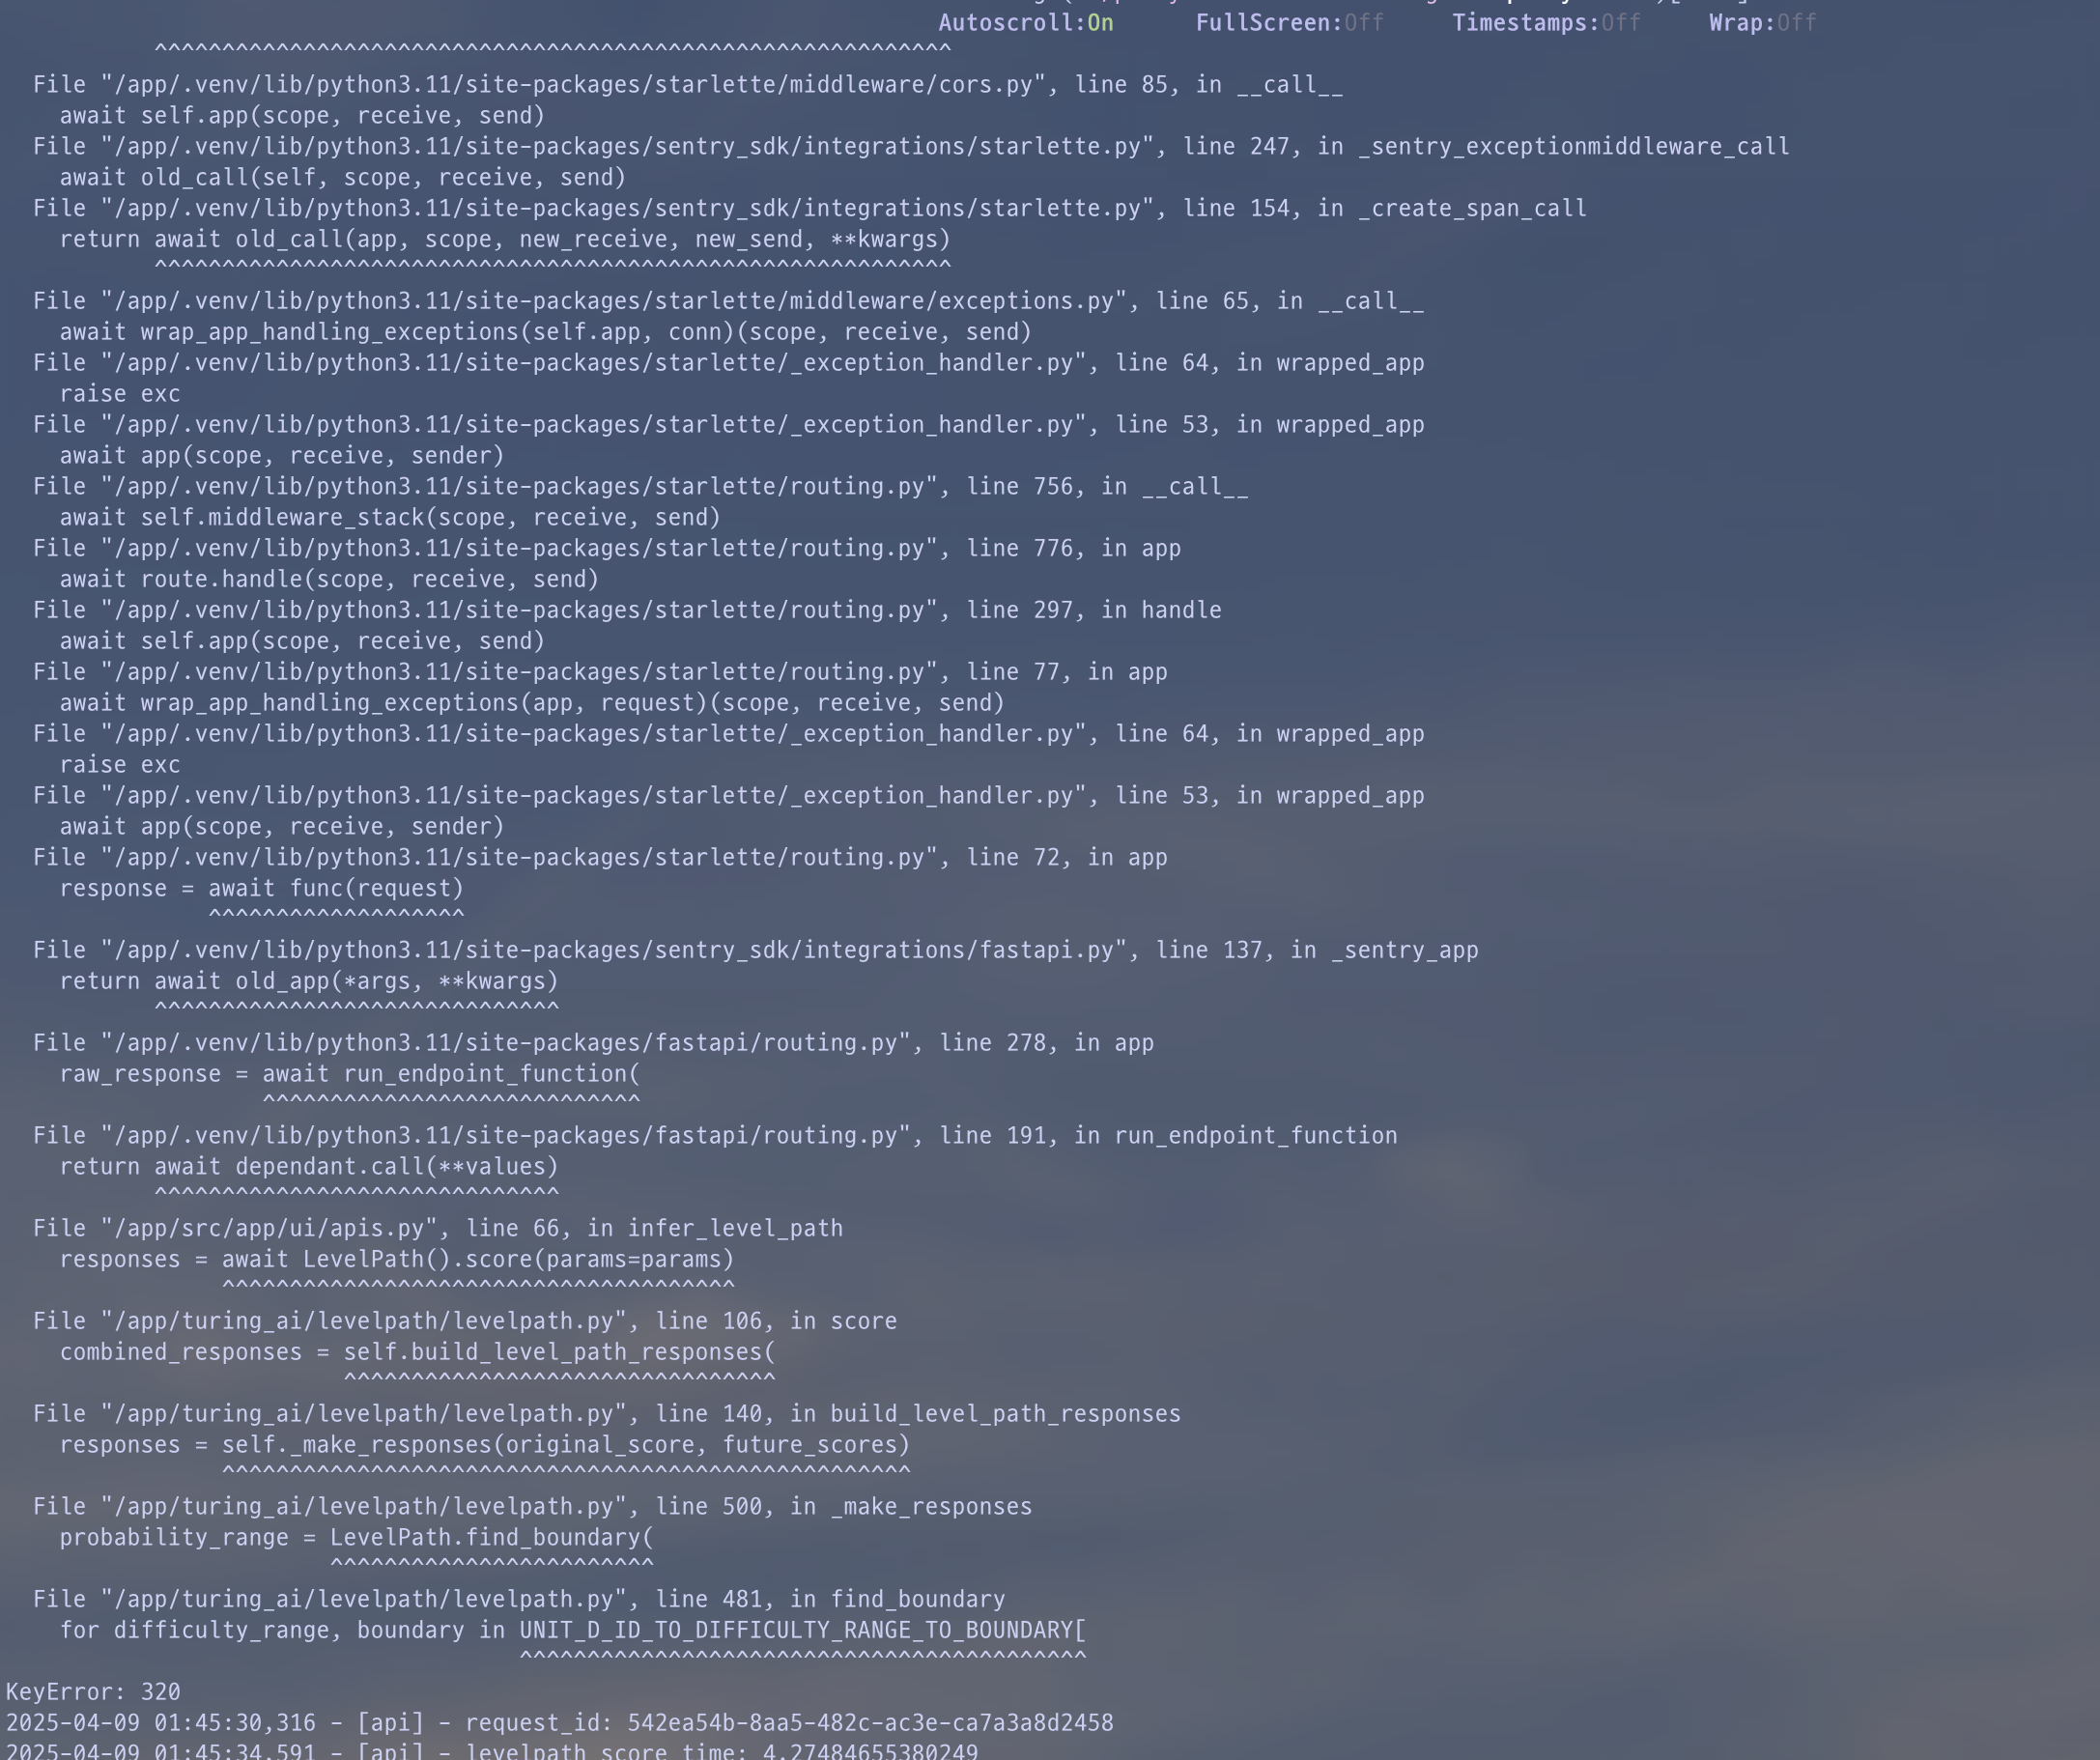 Autoscroll:On FullScreen:Off Timestamps:Off Wrap:Off
^^^^^^^^^^^^^^^^^^^^^^^^^^^^^^^^^^^^^^^^^^^^^^^^^^^^^^^^^^^
File "/app/.venv/lib/python3.11/site-packages/starlette/middleware/cors.py", line 85, in __call__
await self.app(scope, receive, send)
File "/app/.venv/lib/python3.11/site-packages/sentry_sdk/integrations/starlette.py", line 247, in _sentry_exceptionmiddleware_call
await old_call(self, scope, receive, send)
File "/app/.venv/lib/python3.11/site-packages/sentry_sdk/integrations/starlette.py", line 154, in _create_span_call
return await old_call(app, scope, new_receive, new_send, **kwargs)
^^^^^^^^^^^^^^^^^^^^^^^^^^^^^^^^^^^^^^^^^^^^^^^^^^^^^^^^^^^
File "/app/.venv/lib/python3.11/site-packages/starlette/middleware/exceptions.py", line 65, in __call__
await wrap_app_handling_exceptions(self.app, conn)(scope, receive, send)
File "/app/.venv/lib/python3.11/site-packages/starlette/_exception_handler.py", line 64, in wrapped_app
raise exc
File "/app/.venv/lib/python3.11/site-packages/starlette/_exception_handler.py", line 53, in wrapped_app
await app(scope, receive, sender)
File "/app/.venv/lib/python3.11/site-packages/starlette/routing.py", line 756, in __call__
await self.middleware_stack(scope, receive, send)
File "/app/.venv/lib/python3.11/site-packages/starlette/routing.py", line 776, in app
await route.handle(scope, receive, send)
File "/app/.venv/lib/python3.11/site-packages/starlette/routing.py", line 297, in handle
await self.app(scope, receive, send)
File "/app/.venv/lib/python3.11/site-packages/starlette/routing.py", line 77, in app
await wrap_app_handling_exceptions(app, request)(scope, receive, send)
File "/app/.venv/lib/python3.11/site-packages/starlette/_exception_handler.py", line 64, in wrapped_app
raise exc
File "/app/.venv/lib/python3.11/site-packages/starlette/_exception_handler.py", line 53, in wrapped_app
await app(scope, receive, sender)
File "/app/.venv/lib/python3.11/site-packages/starlette/routing.py", line 72, in app
response = await func(request)
^^^^^^^^^^^^^^^^^^^
File "/app/.venv/lib/python3.11/site-packages/sentry_sdk/integrations/fastapi.py", line 137, in _sentry_app
return await old_app(*args, **kwargs)
^^^^^^^^^^^^^^^^^^^^^^^^^^^^^^
File "/app/.venv/lib/python3.11/site-packages/fastapi/routing.py", line 278, in app
raw_response = await run_endpoint_function(
^^^^^^^^^^^^^^^^^^^^^^^^^^^^
File "/app/.venv/lib/python3.11/site-packages/fastapi/routing.py", line 191, in run_endpoint_function
return await dependant.call(**values)
^^^^^^^^^^^^^^^^^^^^^^^^^^^^^^
File "/app/src/app/ui/apis.py", line 66, in infer_level_path
responses = await LevelPath().score(params=params)
^^^^^^^^^^^^^^^^^^^^^^^^^^^^^^^^^^^^^^
File "/app/turing_ai/levelpath/levelpath.py", line 106, in score
combined_responses = self.build_level_path_responses(
^^^^^^^^^^^^^^^^^^^^^^^^^^^^^^^^
File "/app/turing_ai/levelpath/levelpath.py", line 140, in build_level_path_responses
responses = self._make_responses(original_score, future_scores)
^^^^^^^^^^^^^^^^^^^^^^^^^^^^^^^^^^^^^^^^^^^^^^^^^^^
File "/app/turing_ai/levelpath/levelpath.py", line 500, in _make_responses
probability_range = LevelPath.find_boundary(
^^^^^^^^^^^^^^^^^^^^^^^^
File "/app/turing_ai/levelpath/levelpath.py", line 481, in find_boundary
for difficulty_range, boundary in UNIT_D_ID_TO_DIFFICULTY_RANGE_TO_BOUNDARY[
^^^^^^^^^^^^^^^^^^^^^^^^^^^^^^^^^^^^^^^^^^
KeyError: 320
2025-04-09 01:45:30,316 - [api] - request_id: 542ea54b-8aa5-482c-ac3e-ca7a3a8d2458
2025-04-09 01:45:34,591 - [api] - levelpath score time: 4.27484655380249